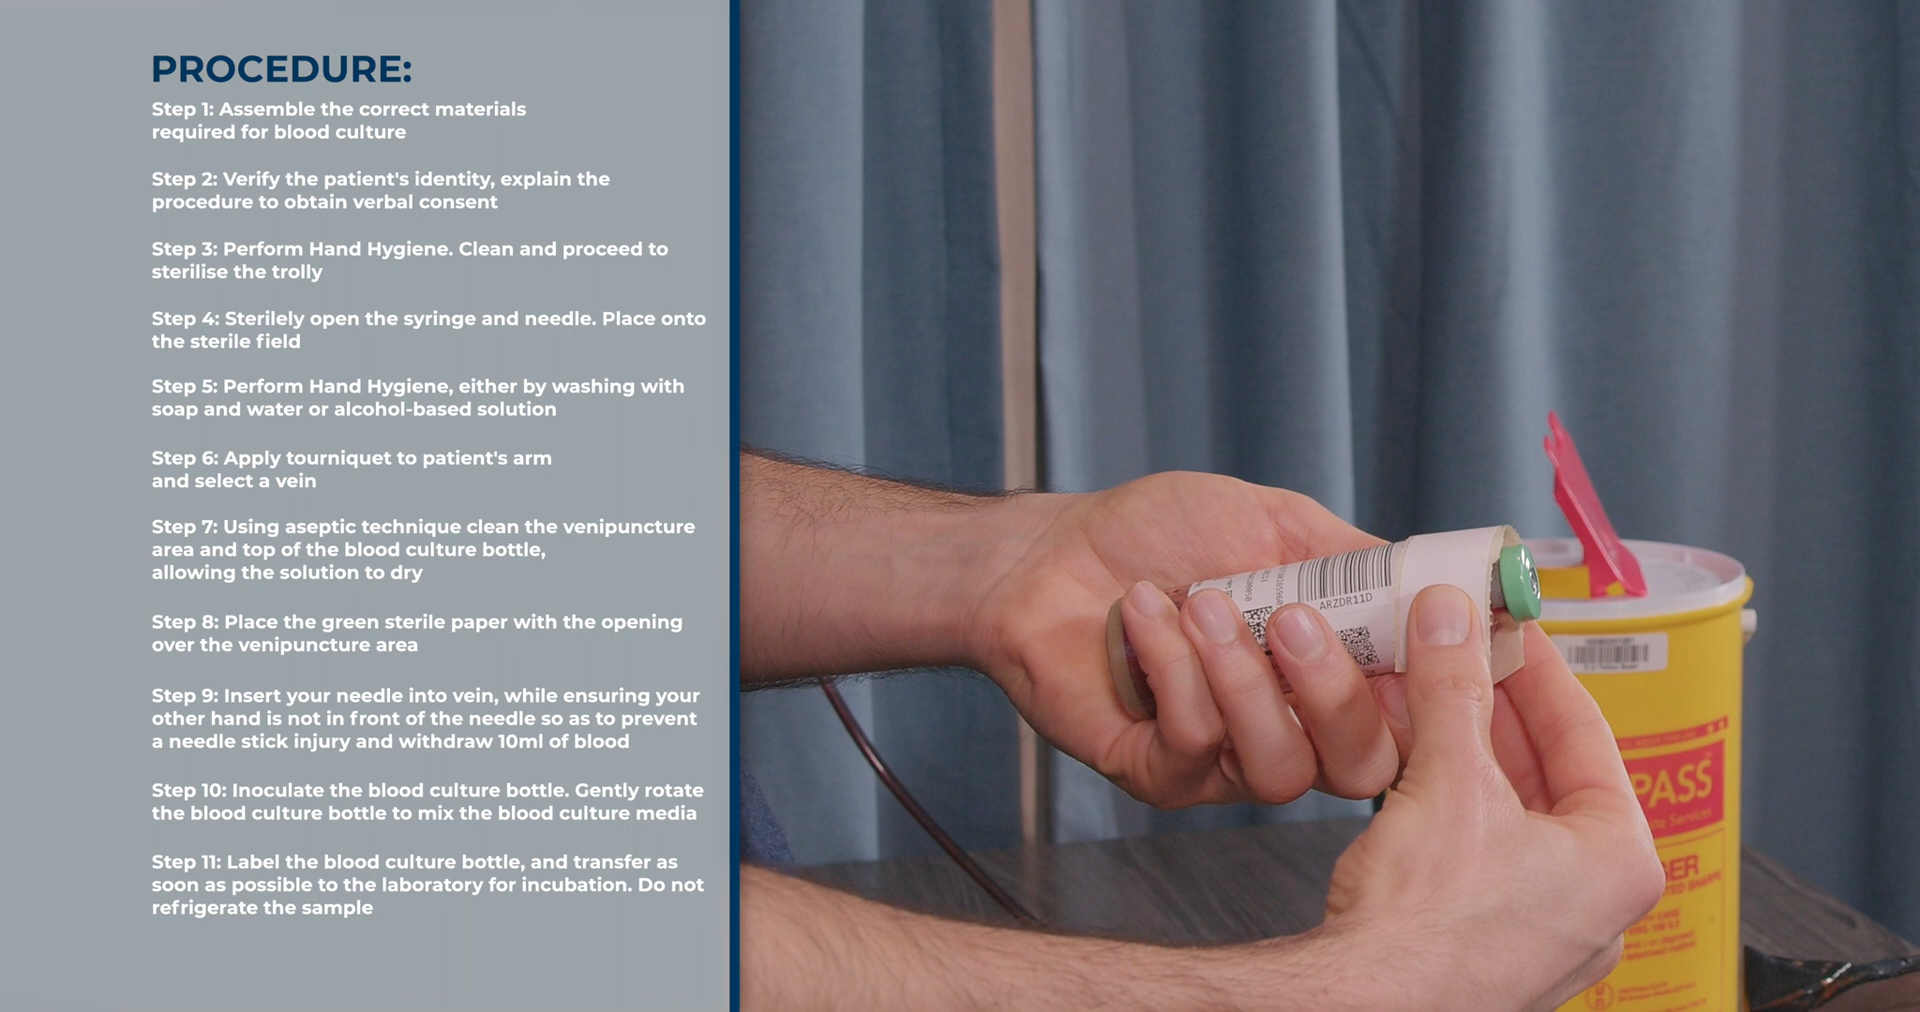 PROCEDURE:
Step 1: Assemble the correct materials
required for blood culture
Step 2: Verify the patient's identity, explain the
procedure to obtain verbal consent
Step 3: Perform Hand Hygiene. Clean and proceed to
sterilise the trolly
Step 4: Sterilely open the syringe and needle. Place onto
the sterile field
Step 5: Perform Hand Hygiene, either by washing with
soap and water or alcohol-based solution
Step 6: Apply tourniquet to patient's arm
and select a vein
Step 7: Using aseptic technique clean the venipuncture
area and top of the blood culture bottle,
allowing the solution to dry
Step 8: Place the green sterile paper with the opening
over the venipuncture area
Step 9: Insert your needle into vein, while ensuring your
other hand is not in front of the needle so as to prevent
a needle stick injury and withdraw 10ml of blood
Step 10: Inoculate the blood culture bottle. Gently rotate
the blood culture bottle to mix the blood culture media
Step 11: Label the blood culture bottle, and transfer as
soon as possible to the laboratory for incubation. Do not
refrigerate the sample
ARZDR11D
PASS